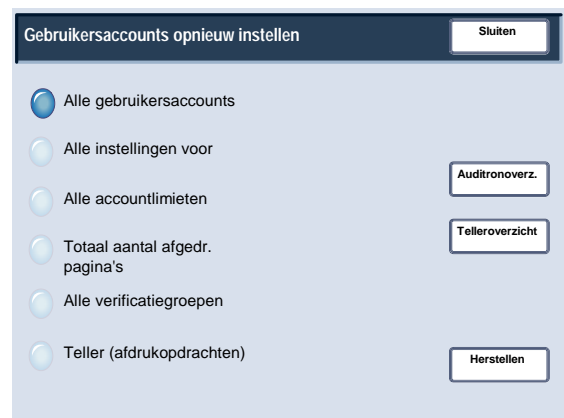 Gebruikersaccounts opnieuw instellen
Sluiten
Alle gebruikersaccounts
Alle instellingen voor
Auditronoverz.
Alle accountlimieten
Telleroverzicht
Totaal aantal afgedr.
pagina's
Alle verificatiegroepen
Teller (afdrukopdrachten)
Herstellen